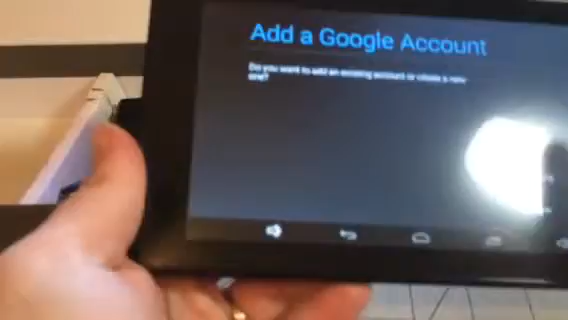 Add a Google Account
Do you want to add an existing account or create a new
one?